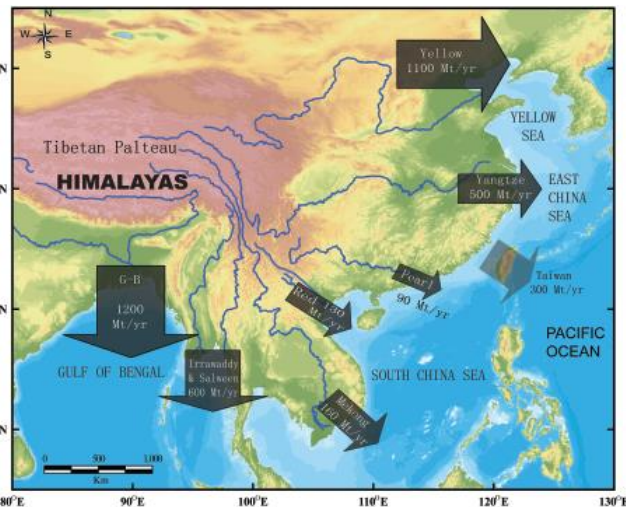 N
W E
S
Yellow
1100 Mt/yr
YELLOW
SEA
Tibetan Palteau
HIMALAYAS
Yangtze
500 Mt/yr
EAST
CHINA
SEA
G-B
1200
Mt/yr
Pearl
90 Mt/yr
Taiwan
300 Mt/yr
Red 130
Mt/yr
PACIFIC
OCEAN
GULF OF BENGAL
Irrawaddy
& Salween
600 Mt/yr
SOUTH CHINA SEA
Mekong
160 Mt/yr
0 500 1,000
Km
80°E 90°E 100°E 110°E 120°E 130°E